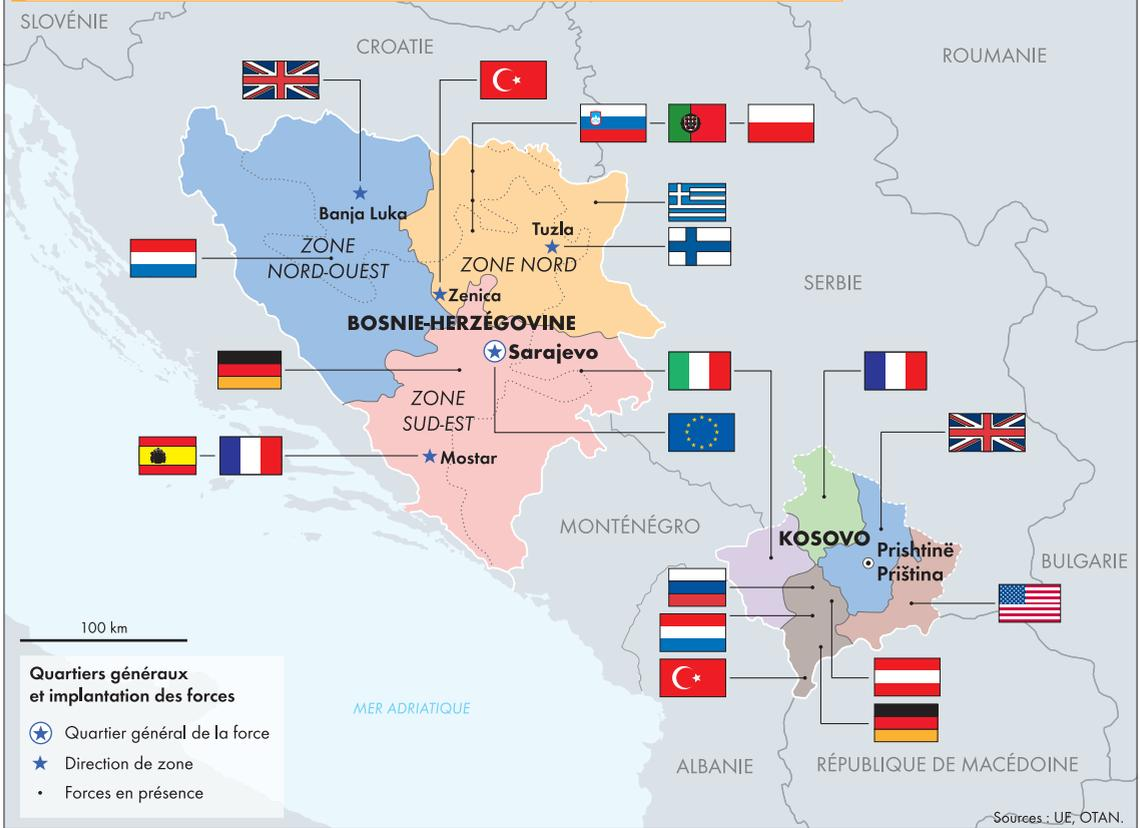 SLOVÉNIE
CROATIE
ROUMANIE
Banja Luka
ZONE
NORD-OUEST
Tuzla
ZONE NORD
Zenica
SERBIE
BOSNIE-HERZÉGOVINE
Sarajevo
ZONE
SUD-EST
Mostar
MONTÉNÉGRO
KOSOVO
Prishtinë
Priština
BULGARIE
100 km
Quartiers généraux
et implantation des forces
Quartier général de la force
Direction de zone
Forces en présence
MER ADRIATIQUE
ALBANIE
RÉPUBLIQUE DE MACÉDOINE
Sources : UE, OTAN.